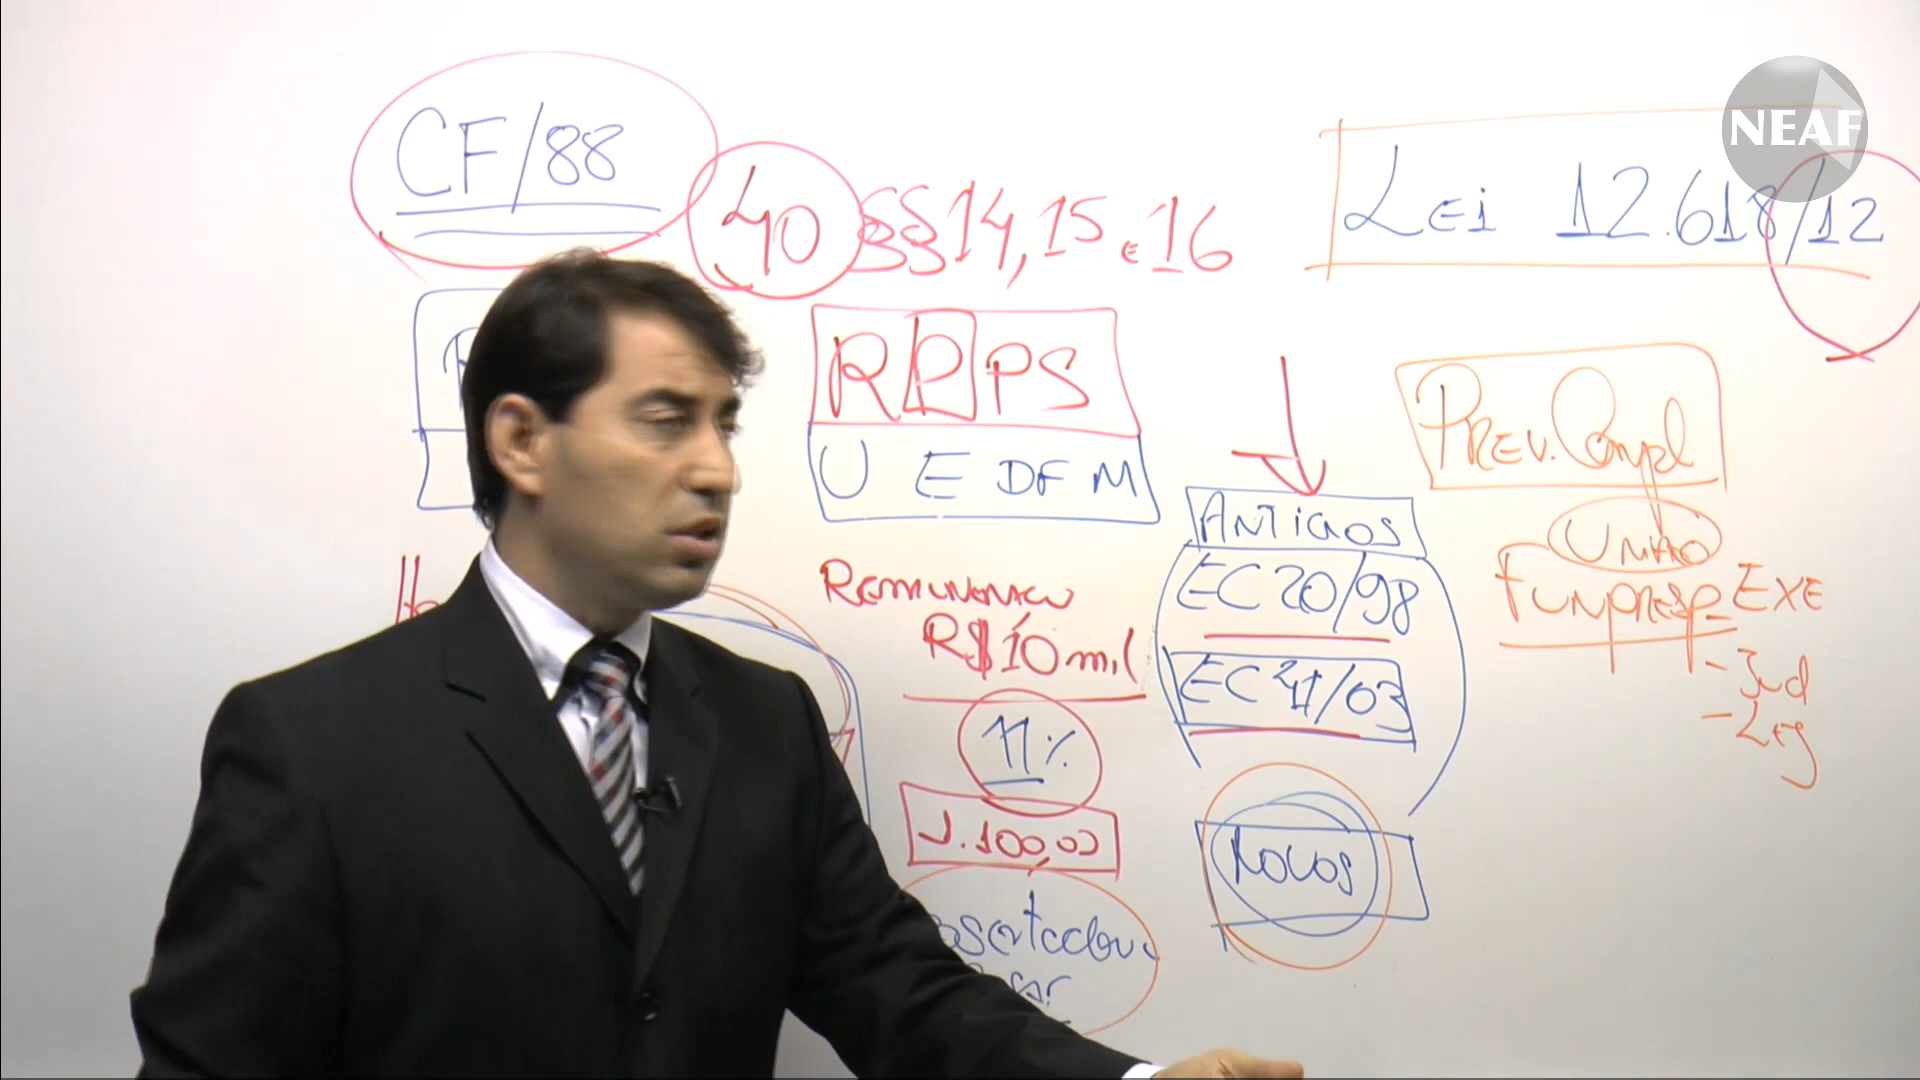 CF/88
40 §§ 14, 15 e 16
Lei 12.618/12
NEAF
RPPS
U E DF M
Prev. Compl
União
Funpresp - EXE
- Jud
- Leg
ANTIGOS
EC 20/98
EC 41/03
Novos
Remuneração
R$ 10 mil
11%
1.100,00